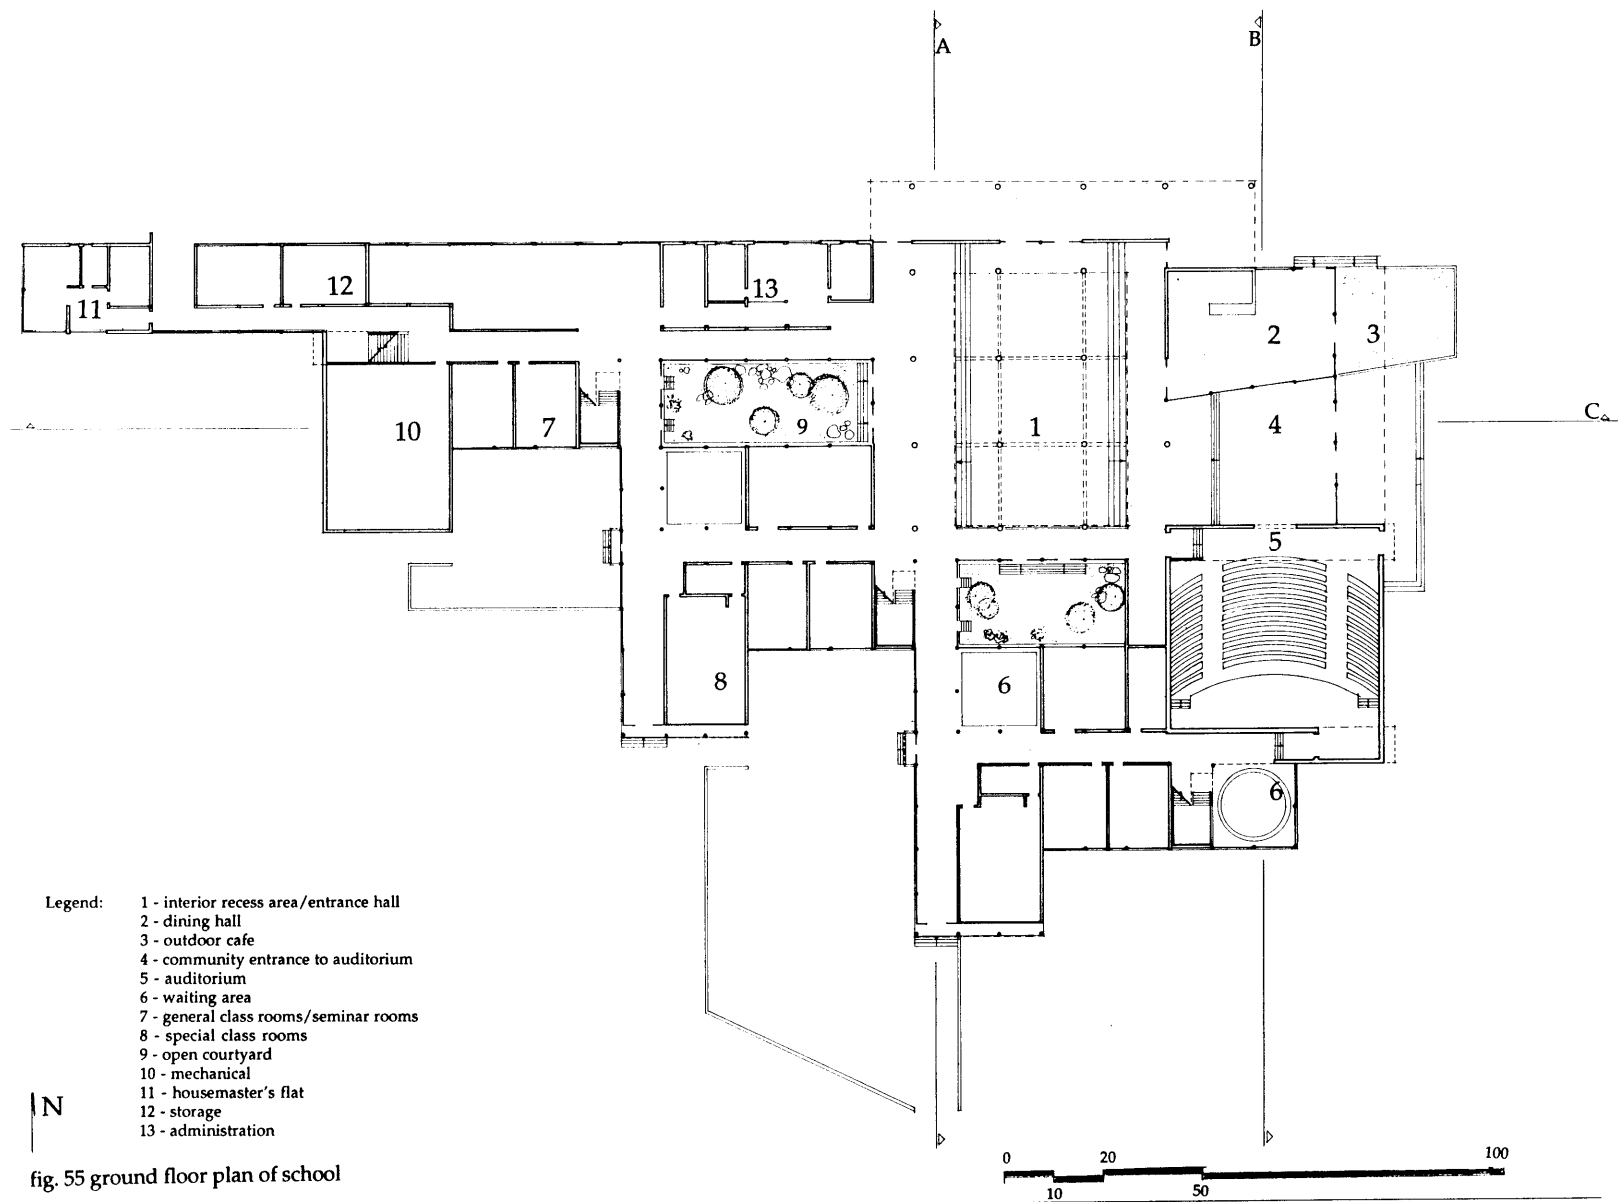 A
B
11
12
13
2
3
10
7
9
1
4
C
5
8
6
6
Legend:
1 - interior recess area/entrance hall
2 - dining hall
3 - outdoor cafe
4 - community entrance to auditorium
5 - auditorium
6 - waiting area
7 - general class rooms/seminar rooms
8 - special class rooms
9 - open courtyard
10 - mechanical
11 - housemaster's flat
12 - storage
13 - administration
N
fig. 55 ground floor plan of school
0 20 100
10 50